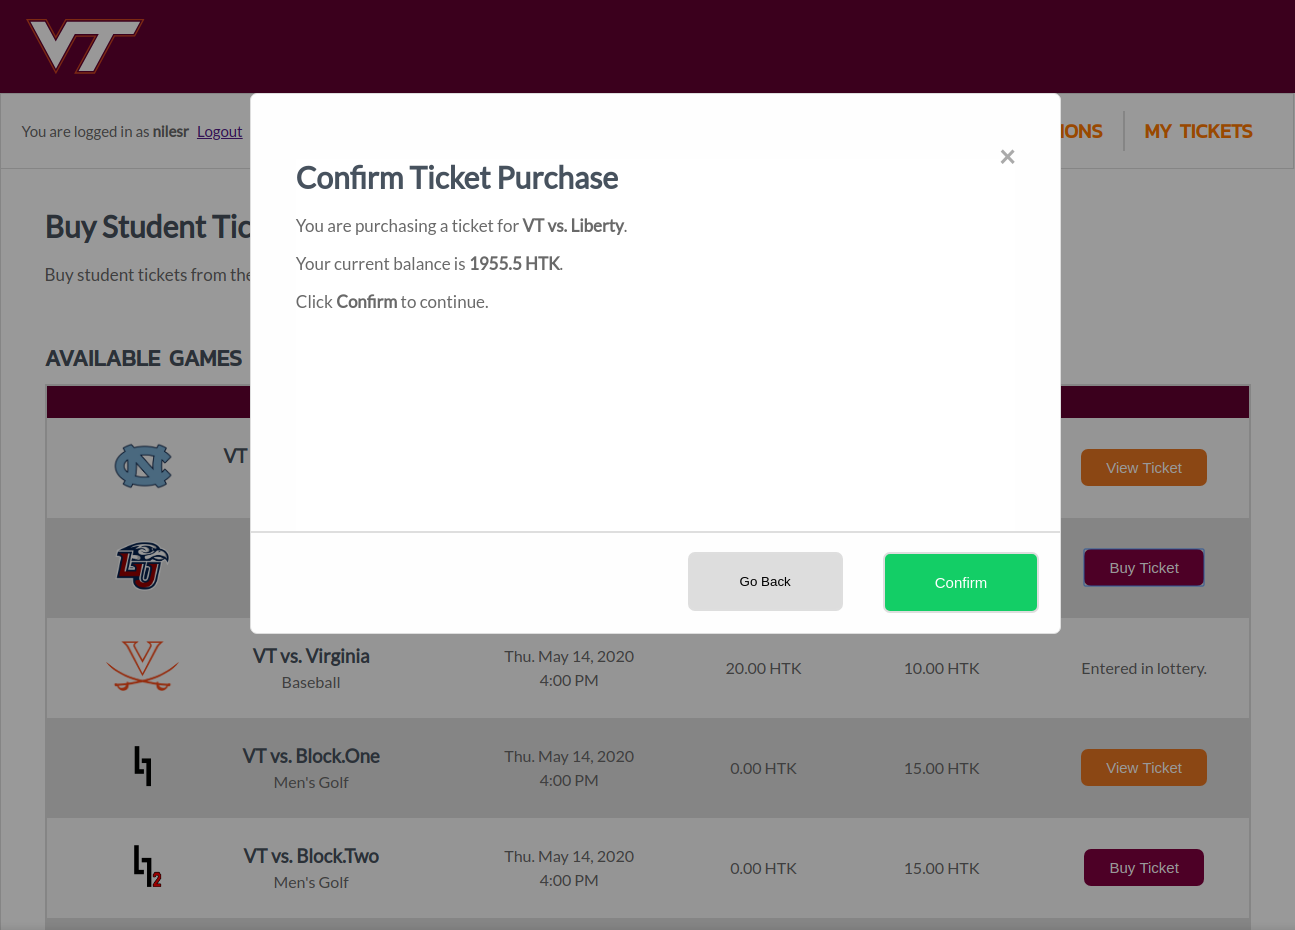 VT
You are logged in as nilesr Logout
IONS
MY TICKETS
Buy Student Tic
Buy student tickets from the
AVAILABLE GAMES
×
Confirm Ticket Purchase
You are purchasing a ticket for VT vs. Liberty.
Your current balance is 1955.5 HTK.
Click Confirm to continue.
Go Back
Confirm
NC
VT
View Ticket
LU
Buy Ticket
V
VT vs. Virginia
Baseball
Thu. May 14, 2020
4:00 PM
20.00 HTK
10.00 HTK
Entered in lottery.
VT vs. Block.One
Men's Golf
Thu. May 14, 2020
4:00 PM
0.00 HTK
15.00 HTK
View Ticket
2
VT vs. Block.Two
Men's Golf
Thu. May 14, 2020
4:00 PM
0.00 HTK
15.00 HTK
Buy Ticket